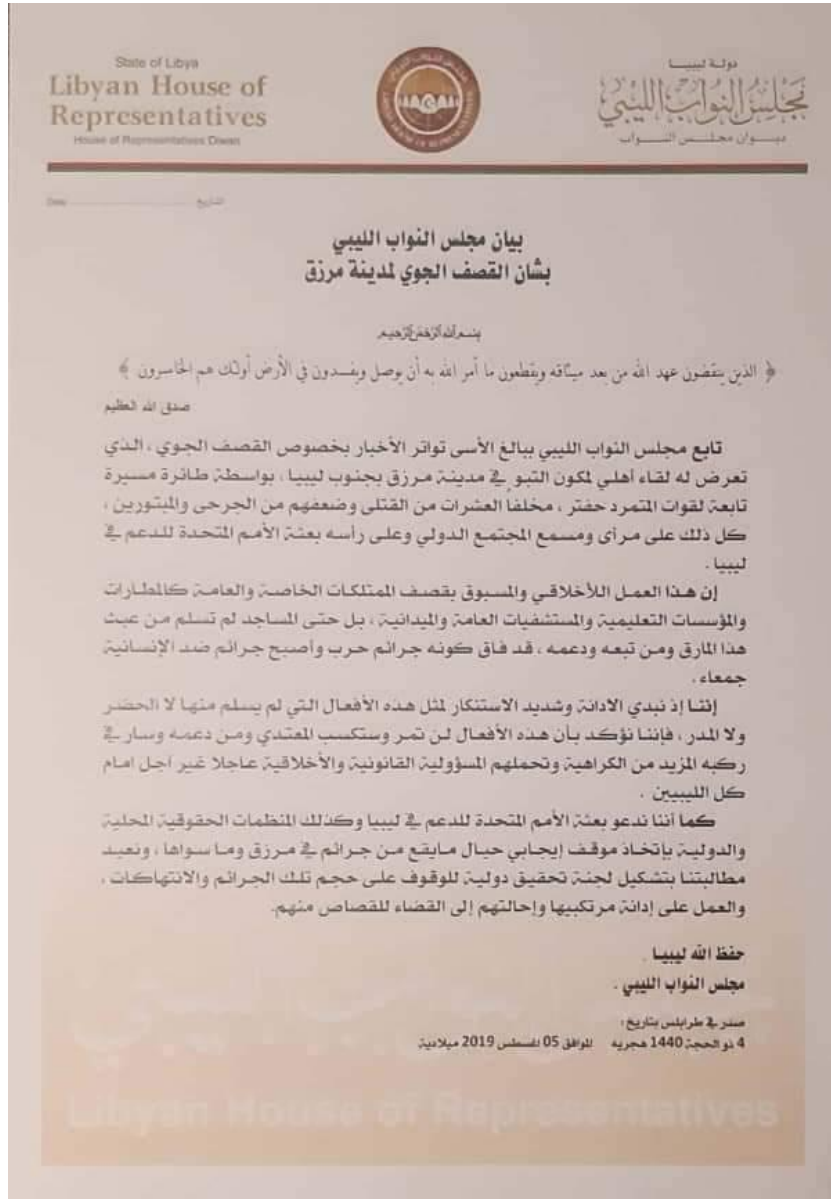 State of Libya
Libyan House of
Representatives
House of Representatives Diwan
دولة ليبيا
مجلس النواب الليبي
ديوان مجلس النواب
Date
التاريخ
بيان مجلس النواب الليبي
بشأن القصف الجوي لمدينة مرزق
بسم الله الرحمن الرحيم
﴿ الذين ينقضون عهد الله من بعد ميثاقه ويقطعون ما أمر الله به أن يوصل ويفسدون في الأرض أولئك هم الخاسرون ﴾
صدق الله العظيم
تابع مجلس النواب الليبي ببالغ الأسى تواتر الأخبار بخصوص القصف الجوي ، الذي
تعرض له لقاء أهلي لمكون التبو في مدينة مرزق بجنوب ليبيا ، بواسطة طائرة مسيرة
تابعة لقوات المتمرد حفتر ، مخلفا العشرات من القتلى وضعفهم من الجرحى والمبتورين ،
كل ذلك على مرأى ومسمع المجتمع الدولي وعلى رأسه بعثة الأمم المتحدة للدعم في
ليبيا .
إن هذا العمل اللأخلاقي والمسبوق بقصف الممتلكات الخاصة والعامة كالمطارات
والمؤسسات التعليمية والمستشفيات العامة والميدانية ، بل حتى المساجد لم تسلم من عبث
هذا المارق ومن تبعه ودعمه ، قد فاق كونه جرائم حرب وأصبح جرائم ضد الإنسانية
جمعاء .
إننا إذ نبدي الادانة وشديد الاستنكار لمثل هذه الأفعال التي لم يسلم منها لا الحضر
ولا المدر ، فإننا نؤكد بأن هذه الأفعال لن تمر وستكسب المعتدي ومن دعمه وسار في
ركبه المزيد من الكراهية وتحملهم المسؤولية القانونية والأخلاقية عاجلا غير آجل امام
كل الليبيين .
كما أننا ندعو بعثة الأمم المتحدة للدعم في ليبيا وكذلك المنظمات الحقوقية المحلية
والدولية بإتخاذ موقف إيجابي حيال مايقع من جرائم في مرزق وما سواها ، ونعيد
مطالبتنا بتشكيل لجنة تحقيق دولية للوقوف على حجم تلك الجرائم والانتهاكات ،
والعمل على إدانة مرتكبيها وإحالتهم إلى القضاء للقصاص منهم.
حفظ الله ليبيا .
مجلس النواب الليبي .
صدر في طرابلس بتاريخ :
4 ذو الحجة 1440 هجريه الموافق 05 اغسطس 2019 ميلادية
Libyan House of Representatives